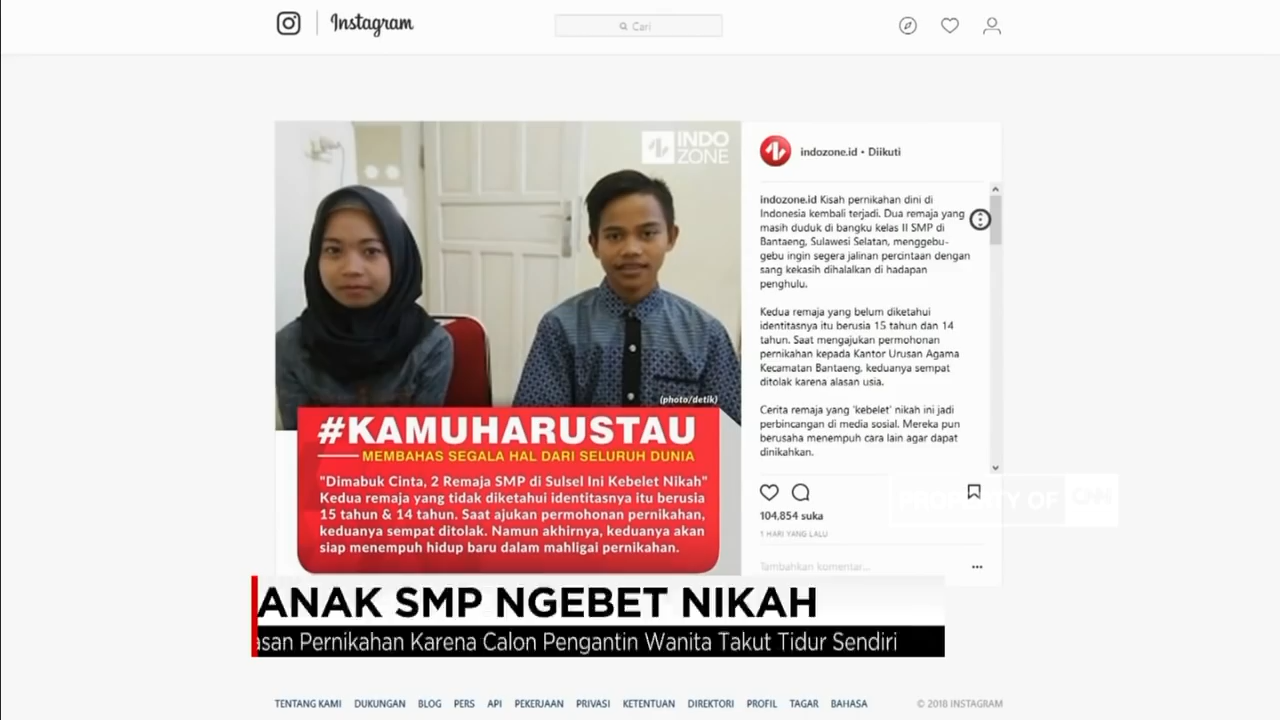 Instagram
Cari
INDO
ZONE
(photo/detik)
#KAMUHARUSTAU
MEMBAHAS SEGALA HAL DARI SELURUH DUNIA
"Dimabuk Cinta, 2 Remaja SMP di Sulsel Ini Kebelet Nikah"
Kedua remaja yang tidak diketahui identitasnya itu berusia
15 tahun & 14 tahun. Saat ajukan permohonan pernikahan,
keduanya sempat ditolak. Namun akhirnya, keduanya akan
siap menempuh hidup baru dalam mahligai pernikahan.
indozone.id • Diikuti
indozone.id Kisah pernikahan dini di
Indonesia kembali terjadi. Dua remaja yang
masih duduk di bangku kelas II SMP di
Bantaeng, Sulawesi Selatan, menggebu-
gebu ingin segera jalinan percintaan dengan
sang kekasih dihalalkan di hadapan
penghulu.
Kedua remaja yang belum diketahui
identitasnya itu berusia 15 tahun dan 14
tahun. Saat mengajukan permohonan
pernikahan kepada Kantor Urusan Agama
Kecamatan Bantaeng, keduanya sempat
ditolak karena alasan usia.
Cerita remaja yang 'kebelet' nikah ini jadi
perbincangan di media sosial. Mereka pun
berusaha menempuh cara lain agar dapat
dinikahkan.
104,854 suka
1 HARI YANG LALU
Tambahkan komentar...
PROPERTY OF CNN
ANAK SMP NGEBET NIKAH
asan Pernikahan Karena Calon Pengantin Wanita Takut Tidur Sendiri
TENTANG KAMI DUKUNGAN BLOG PERS API PEKERJAAN PRIVASI KETENTUAN DIREKTORI PROFIL TAGAR BAHASA © 2018 INSTAGRAM